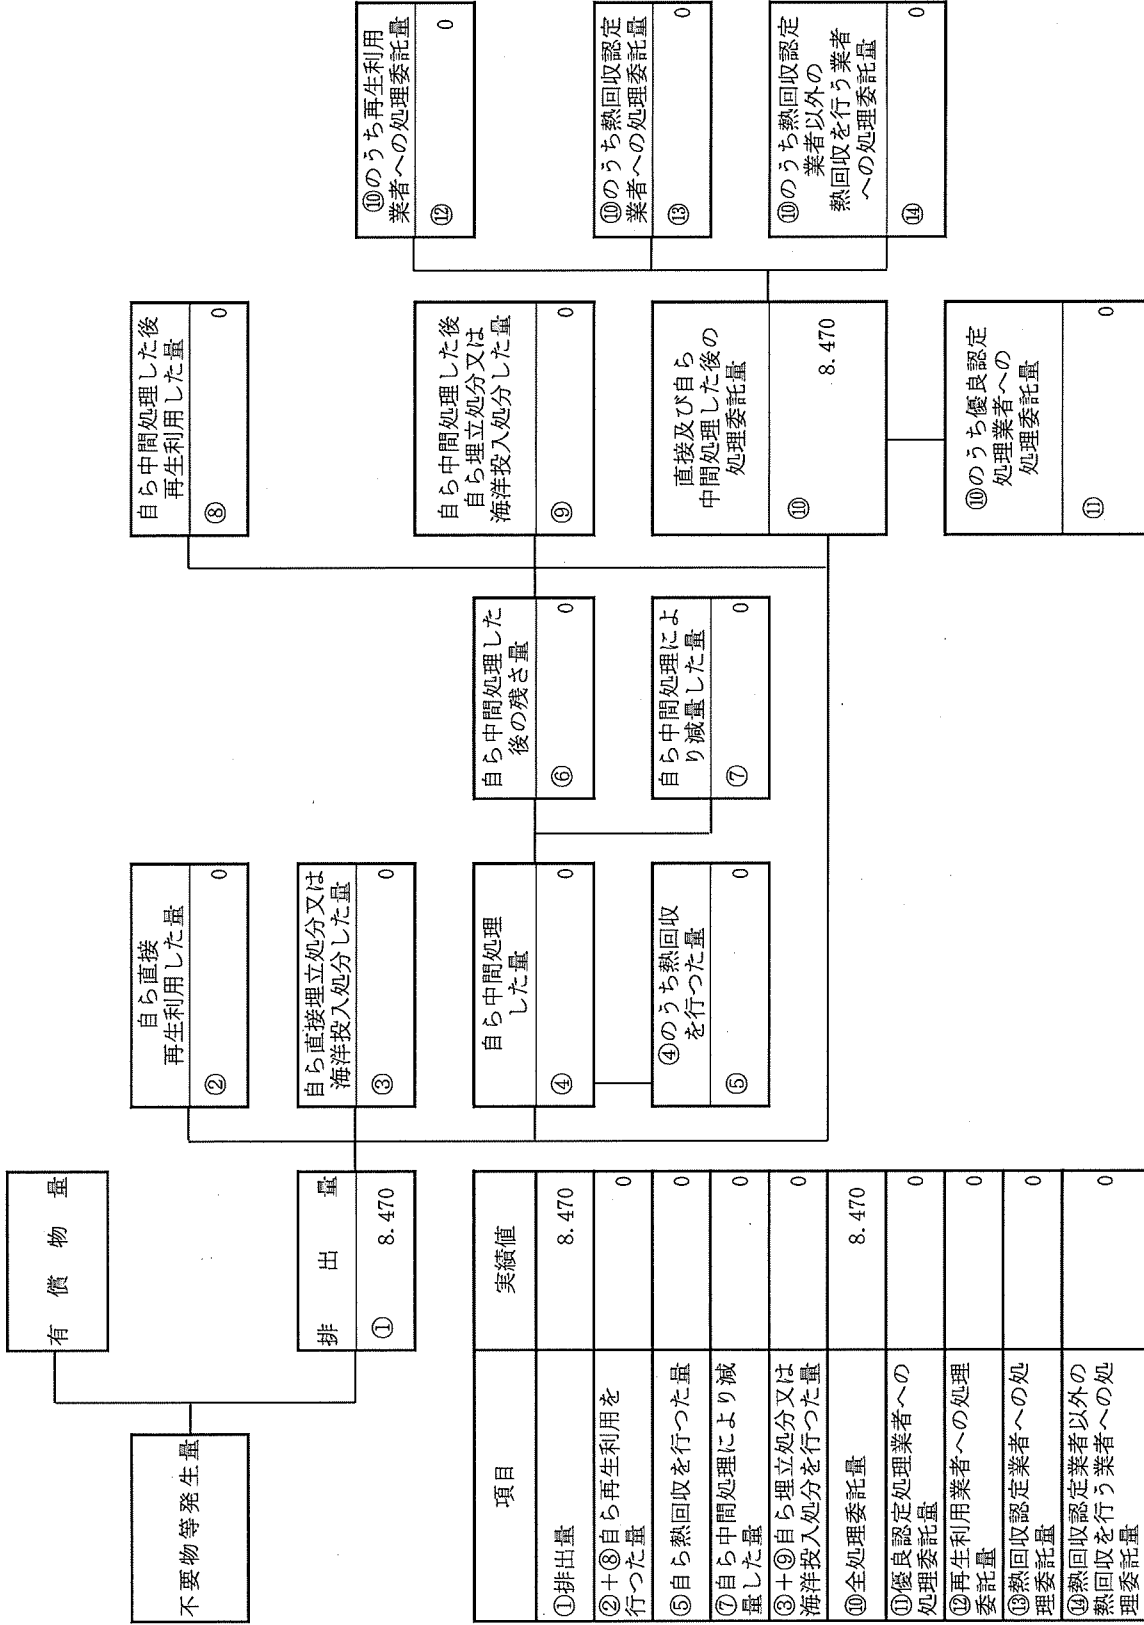 不要物等発生量
有償物量
排出量
① 8.470
自ら直接
再生利用した量
② 0
自ら直接埋立処分又は
海洋投入処分した量
③ 0
自ら中間処理
した量
④ 0
④のうち熱回収
を行つた量
⑤ 0
自ら中間処理した
後の残さ量
⑥ 0
自ら中間処理によ
り減量した量
⑦ 0
自ら中間処理した後
再生利用した量
⑧ 0
自ら中間処理した後
自ら埋立処分又は
海洋投入処分した量
⑨ 0
直接及び自ら
中間処理した後の
処理委託量
⑩ 8.470
⑩のうち優良認定
処理業者への
処理委託量
⑪ 0
⑩のうち再生利用
業者への処理委託量
⑫ 0
⑩のうち熱回収認定
業者への処理委託量
⑬ 0
⑩のうち熱回収認定
業者以外の
熱回収を行う業者
への処理委託量
⑭ 0
項目 実績値
①排出量 8.470
②+⑧自ら再生利用を
行つた量 0
⑤自ら熱回収を行つた量 0
⑦自ら中間処理により減
量した量 0
③+⑨自ら埋立処分又は
海洋投入処分を行つた量 0
⑩全処理委託量 8.470
⑪優良認定処理業者への
処理委託量 0
⑫再生利用業者への処理
委託量 0
⑬熱回収認定業者への処
理委託量 0
⑭熱回収認定業者以外の
熱回収を行う業者への処
理委託量 0